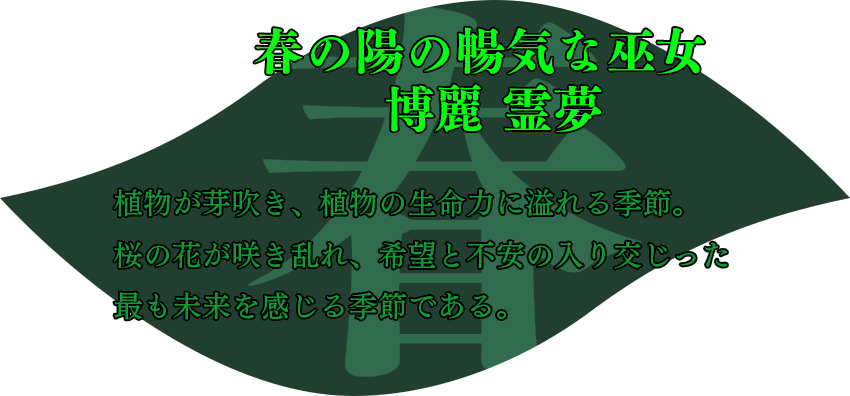 春
春の陽の暢気な巫女
博麗 霊夢
植物が芽吹き、植物の生命力に溢れる季節。
桜の花が咲き乱れ、希望と不安の入り交じった
最も未来を感じる季節である。